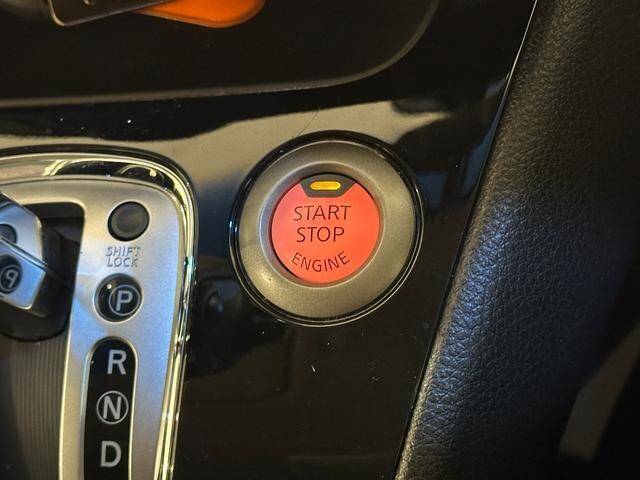 START
STOP
ENGINE
SHIFT
LOCK
P
R
N
D